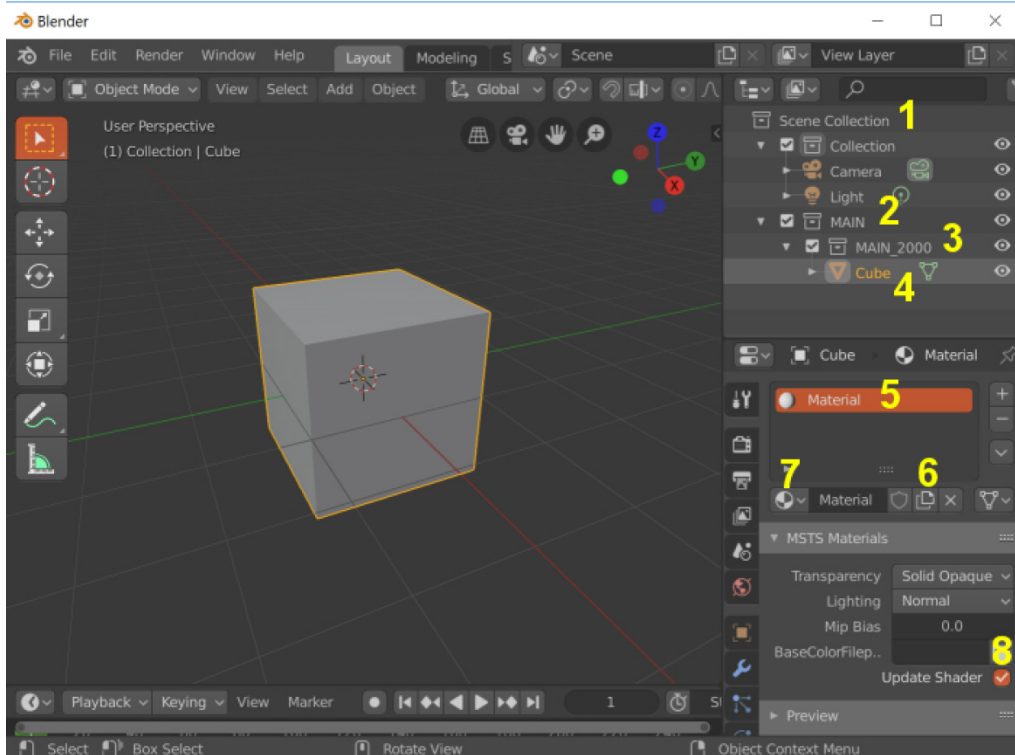 Blender
File Edit Render Window Help Layout Modeling S Scene View Layer
Object Mode View Select Add Object Global
User Perspective
(1) Collection | Cube
Z
Y
X
1
Scene Collection
Collection
Camera
Light
2
MAIN
3
MAIN_2000
Cube
4
Cube Material
Material 5
7 6
Material
MSTS Materials
Transparency Solid Opaque
Lighting Normal
Mip Bias 0.0
BaseColorFilep.. 8
Update Shader
Preview
Playback Keying View Marker 1 St
Select Box Select Rotate View Object Context Menu